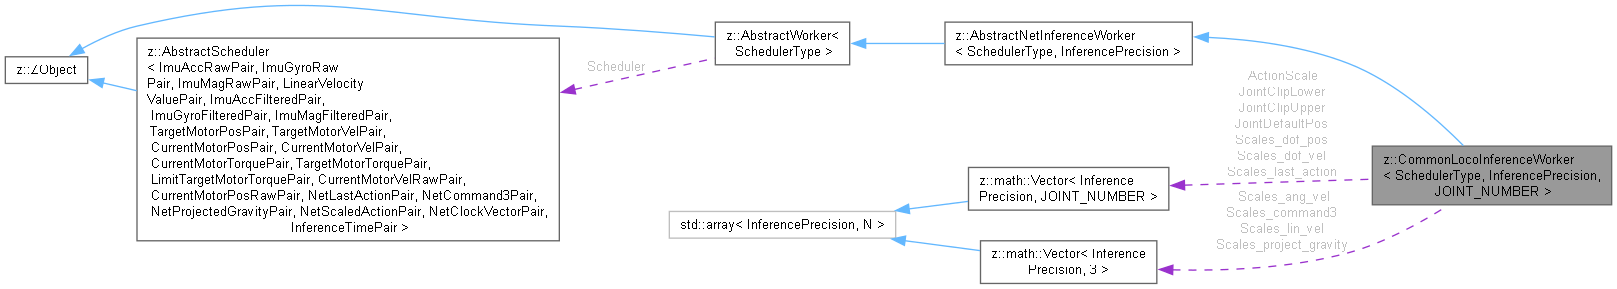 z::ZObject
z::AbstractScheduler
< ImuAccRawPair, ImuGyroRaw
Pair, ImuMagRawPair, LinearVelocity
ValuePair, ImuAccFilteredPair,
ImuGyroFilteredPair, ImuMagFilteredPair,
TargetMotorPosPair, TargetMotorVelPair,
CurrentMotorPosPair, CurrentMotorVelPair,
CurrentMotorTorquePair, TargetMotorTorquePair,
LimitTargetMotorTorquePair, CurrentMotorVelRawPair,
CurrentMotorPosRawPair, NetLastActionPair, NetCommand3Pair,
NetProjectedGravityPair, NetScaledActionPair, NetClockVectorPair,
InferenceTimePair >
Scheduler
z::AbstractWorker<
SchedulerType >
z::AbstractNetInferenceWorker
< SchedulerType, InferencePrecision >
std::array< InferencePrecision, N >
z::math::Vector< Inference
Precision, JOINT_NUMBER >
z::math::Vector< Inference
Precision, 3 >
ActionScale
JointClipLower
JointClipUpper
JointDefaultPos
Scales_dof_pos
Scales_dof_vel
Scales_last_action
Scales_ang_vel
Scales_command3
Scales_lin_vel
Scales_project_gravity
z::CommonLocoInferenceWorker
< SchedulerType, InferencePrecision,
JOINT_NUMBER >